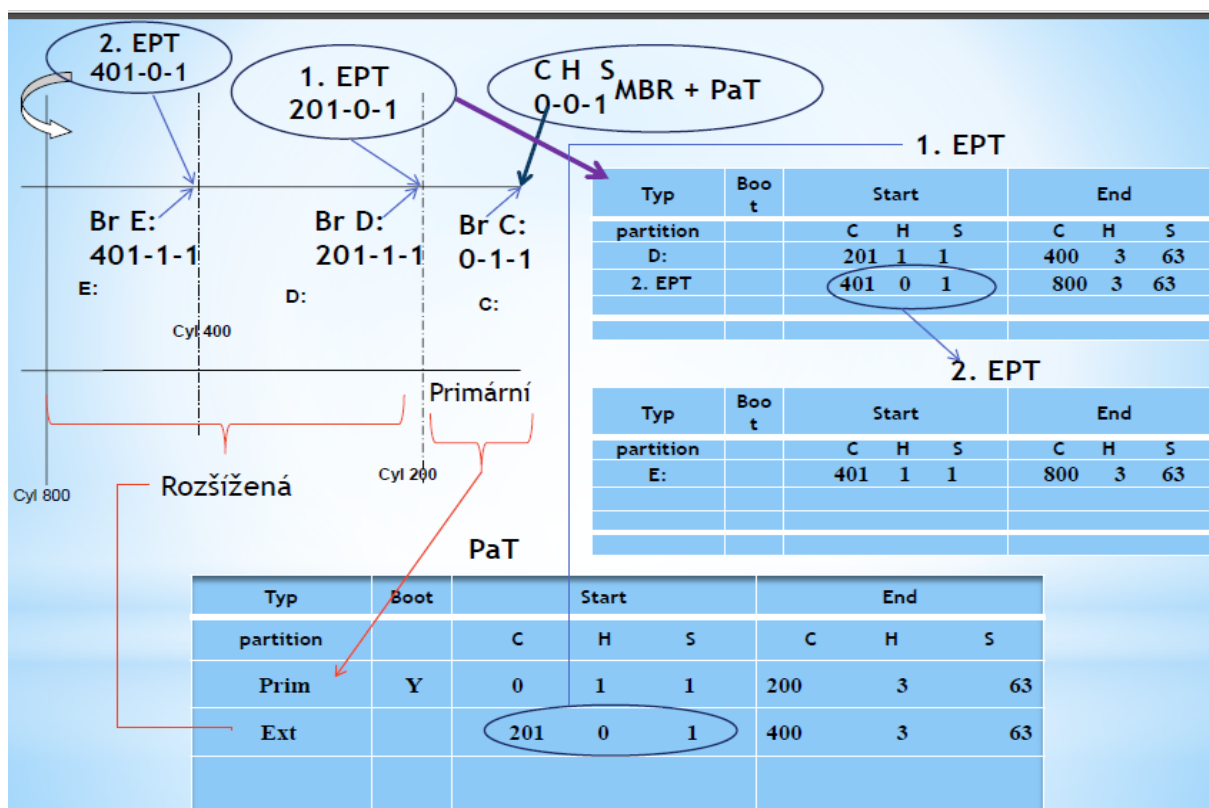 2. EPT
401-0-1
1. EPT
201-0-1
C H S
0-0-1 MBR + PaT
Br E:
401-1-1
Br D:
201-1-1
Br C:
0-1-1
E:
D:
C:
Cyl 400
Primární
Cyl 200
Cyl 800
Rozšížená
1. EPT
Typ Boo t Start End
partition C H S C H S
D: 201 1 1 400 3 63
2. EPT 401 0 1 800 3 63
2. EPT
Typ Boo t Start End
partition C H S C H S
E: 401 1 1 800 3 63
PaT
Typ Boot Start End
partition C H S C H S
Prim Y 0 1 1 200 3 63
Ext 201 0 1 400 3 63